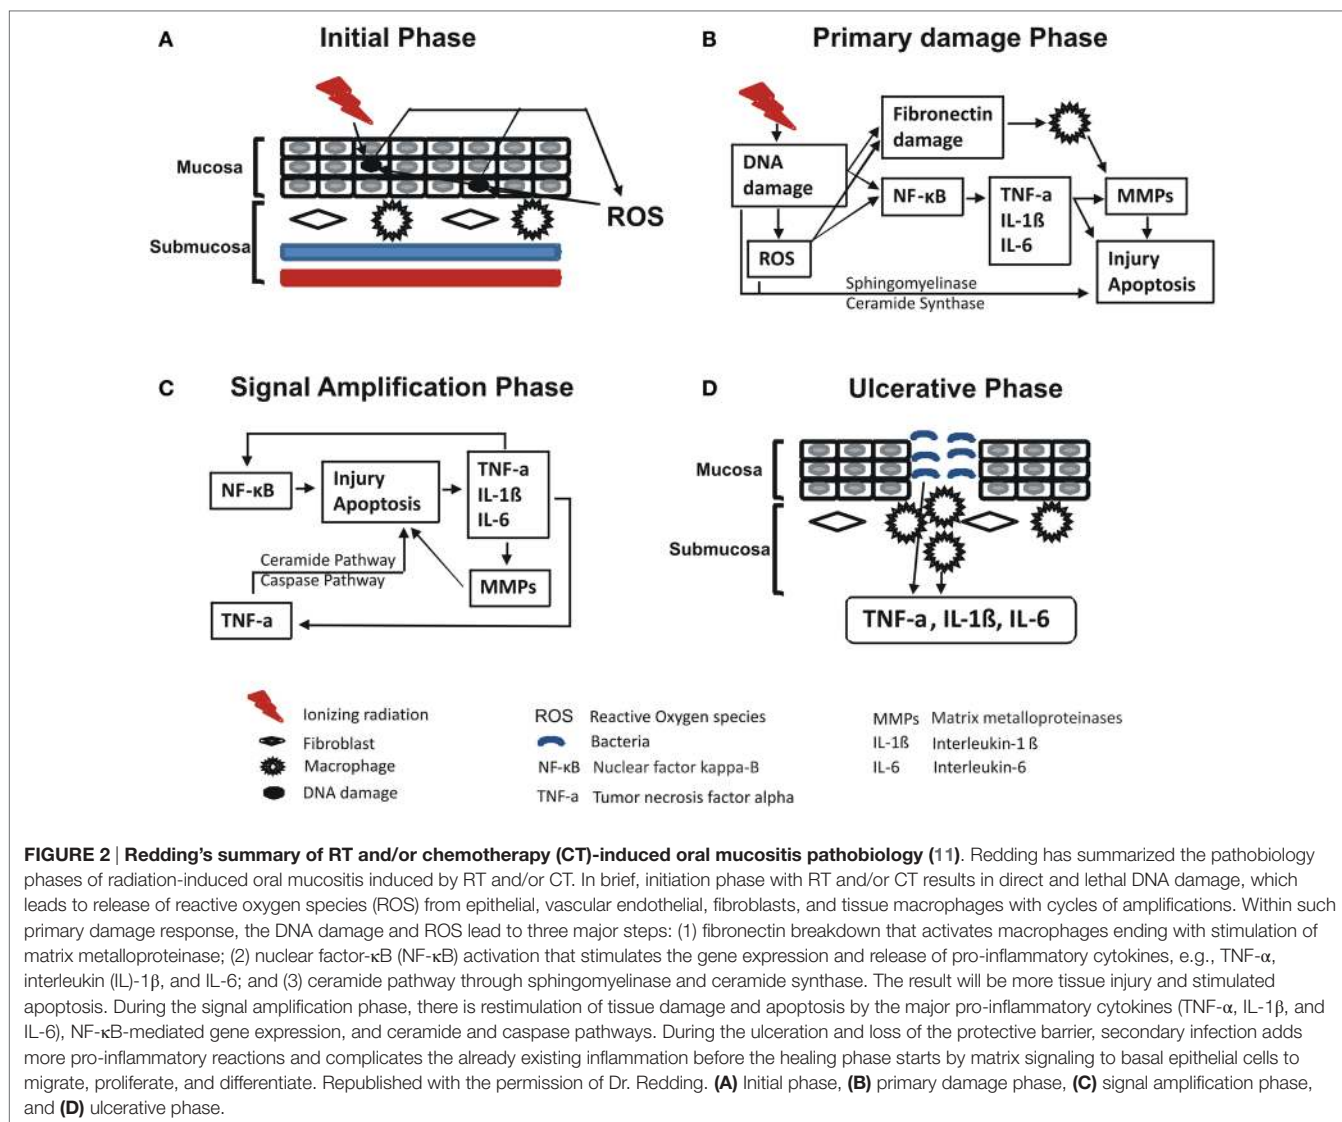 A
Initial Phase
Mucosa
Submucosa
ROS
B
Primary damage Phase
DNA
damage
ROS
Fibronectin
damage
NF-κB
TNF-a
IL-1ß
IL-6
MMPs
Injury
Apoptosis
Sphingomyelinase
Ceramide Synthase
C
Signal Amplification Phase
NF-κB
Injury
Apoptosis
TNF-a
IL-1ß
IL-6
Ceramide Pathway
Caspase Pathway
MMPs
TNF-a
D
Ulcerative Phase
Mucosa
Submucosa
TNF-a, IL-1ß, IL-6
Ionizing radiation
Fibroblast
Macrophage
DNA damage
ROS Reactive Oxygen species
Bacteria
NF-κB Nuclear factor kappa-B
TNF-a Tumor necrosis factor alpha
MMPs Matrix metalloproteinases
IL-1ß Interleukin-1 ß
IL-6 Interleukin-6
FIGURE 2 | Redding's summary of RT and/or chemotherapy (CT)-induced oral mucositis pathobiology (11). Redding has summarized the pathobiology
phases of radiation-induced oral mucositis induced by RT and/or CT. In brief, initiation phase with RT and/or CT results in direct and lethal DNA damage, which
leads to release of reactive oxygen species (ROS) from epithelial, vascular endothelial, fibroblasts, and tissue macrophages with cycles of amplifications. Within such
primary damage response, the DNA damage and ROS lead to three major steps: (1) fibronectin breakdown that activates macrophages ending with stimulation of
matrix metalloproteinase; (2) nuclear factor-κB (NF-κB) activation that stimulates the gene expression and release of pro-inflammatory cytokines, e.g., TNF-α,
interleukin (IL)-1β, and IL-6; and (3) ceramide pathway through sphingomyelinase and ceramide synthase. The result will be more tissue injury and stimulated
apoptosis. During the signal amplification phase, there is restimulation of tissue damage and apoptosis by the major pro-inflammatory cytokines (TNF-α, IL-1β, and
IL-6), NF-κB-mediated gene expression, and ceramide and caspase pathways. During the ulceration and loss of the protective barrier, secondary infection adds
more pro-inflammatory reactions and complicates the already existing inflammation before the healing phase starts by matrix signaling to basal epithelial cells to
migrate, proliferate, and differentiate. Republished with the permission of Dr. Redding. (A) Initial phase, (B) primary damage phase, (C) signal amplification phase,
and (D) ulcerative phase.